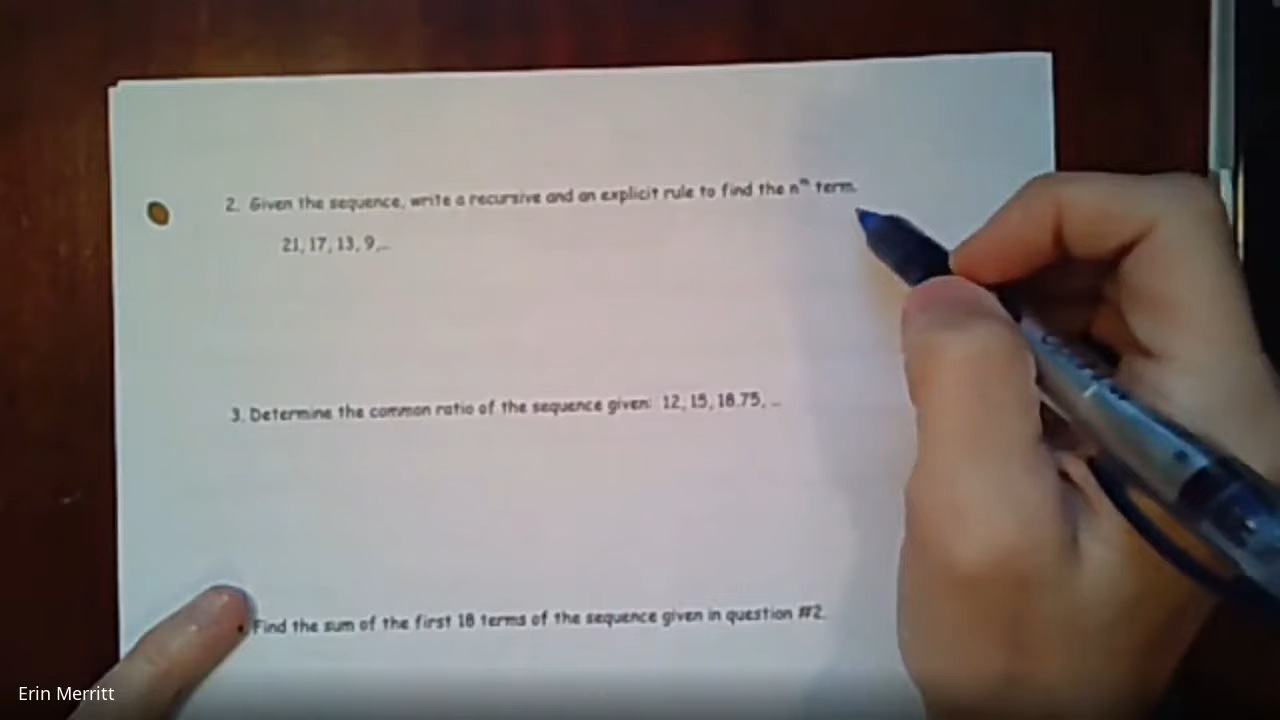 2. Given the sequence, write a recursive and an explicit rule to find the nᵗʰ term.
21, 17, 13, 9,...
3. Determine the common ratio of the sequence given: 12, 15, 18.75, ...
Find the sum of the first 18 terms of the sequence given in question #2.
Erin Merritt